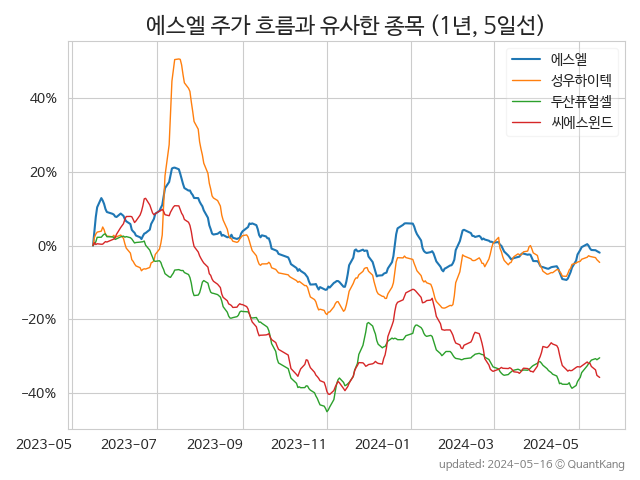 에스엘 주가 흐름과 유사한 종목 (1년, 5일선)
에스엘
성우하이텍
두산퓨얼셀
씨에스윈드
40%
20%
0%
−20%
−40%
2023-05 2023-07 2023-09 2023-11 2024-01 2024-03 2024-05
updated: 2024-05-16 © QuantKang